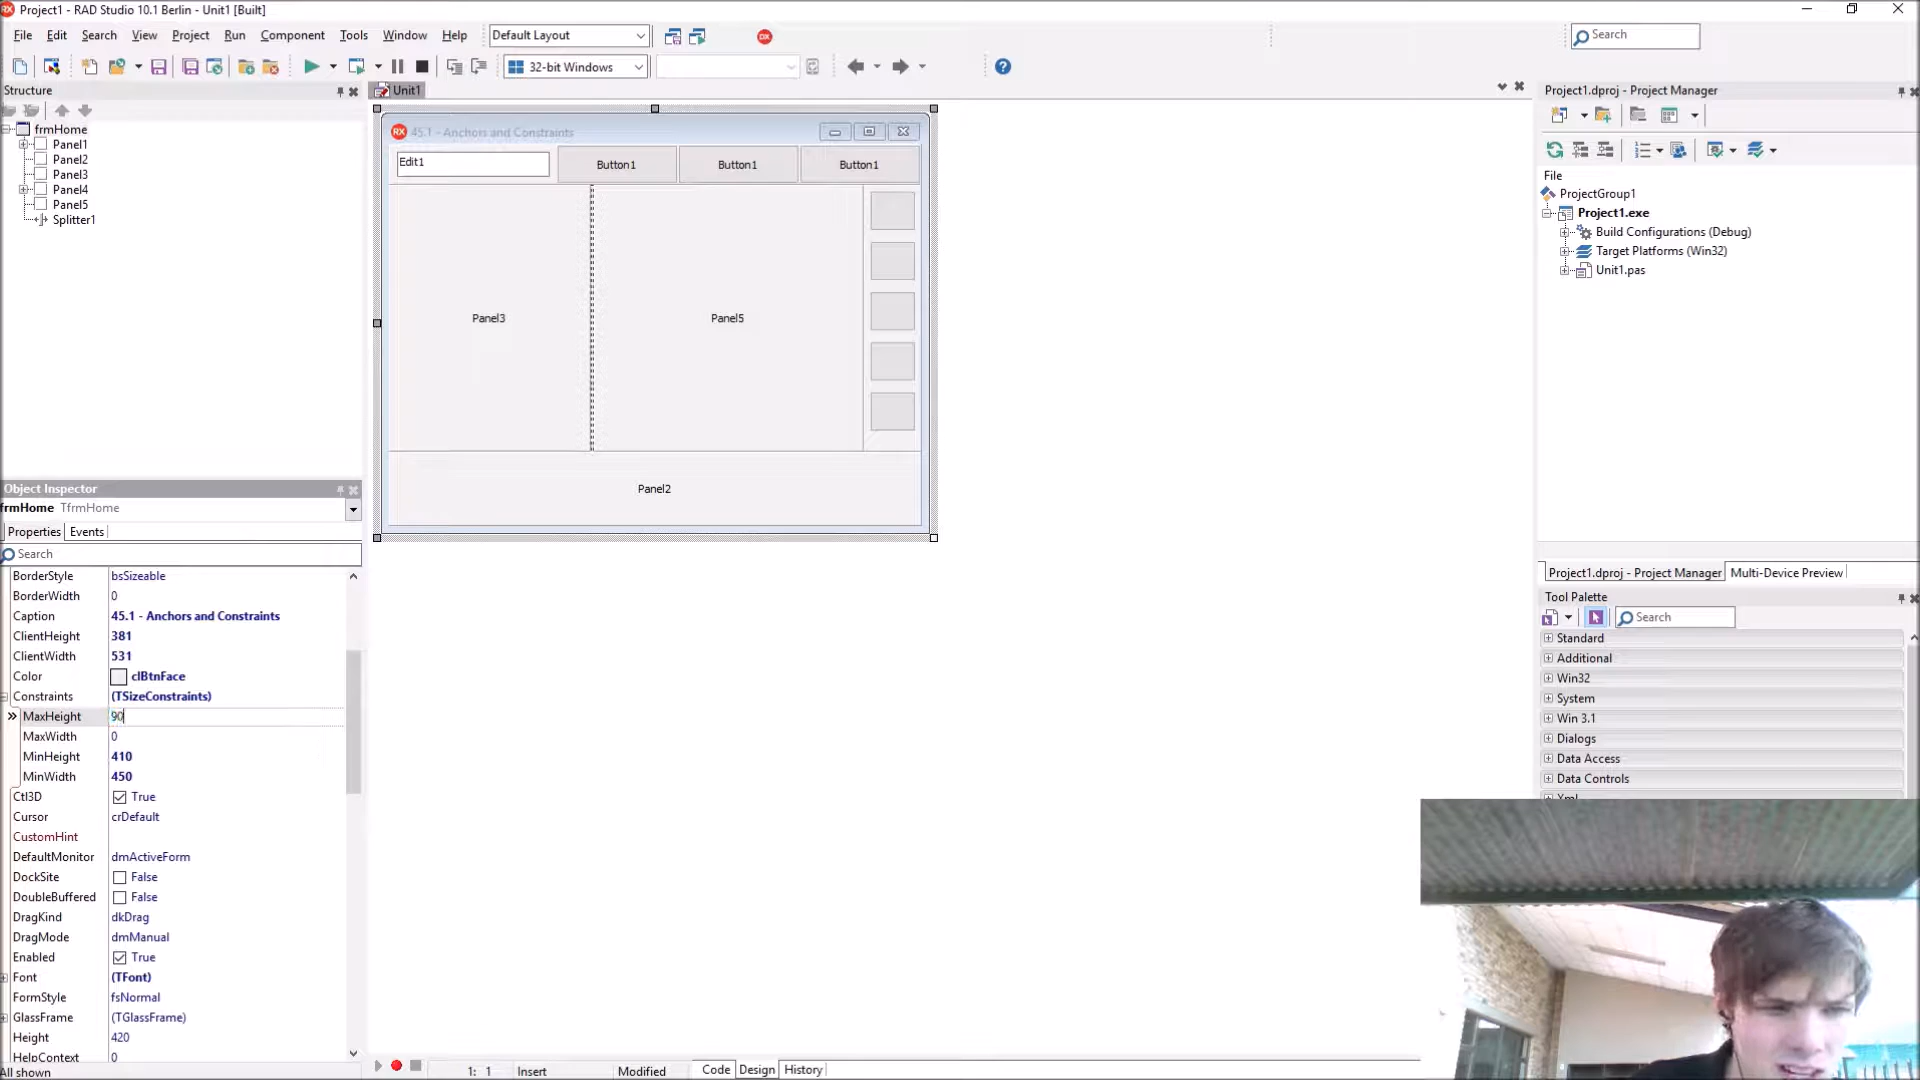 Project1 - RAD Studio 10.1 Berlin - Unit1 [Built]
File Edit Search View Project Run Component Tools Window Help
Default Layout
Search
32-bit Windows
Structure
frmHome
Panel1
Panel2
Panel3
Panel4
Panel5
Splitter1
Unit1
45.1 - Anchors and Constraints
Edit1
Button1
Button1
Button1
Panel3
Panel5
Panel2
Object Inspector
frmHome TfrmHome
Properties Events
Search
BorderStyle bsSizeable
BorderWidth 0
Caption 45.1 - Anchors and Constraints
ClientHeight 381
ClientWidth 531
Color clBtnFace
Constraints (TSizeConstraints)
MaxHeight 90
MaxWidth 0
MinHeight 410
MinWidth 450
Ctl3D True
Cursor crDefault
CustomHint
DefaultMonitor dmActiveForm
DockSite False
DoubleBuffered False
DragKind dkDrag
DragMode dmManual
Enabled True
Font (TFont)
FormStyle fsNormal
GlassFrame (TGlassFrame)
Height 420
HelpContext 0
All shown
1: 1 Insert Modified Code Design History
Project1.dproj - Project Manager
File
ProjectGroup1
Project1.exe
Build Configurations (Debug)
Target Platforms (Win32)
Unit1.pas
Project1.dproj - Project Manager Multi-Device Preview
Tool Palette
Search
Standard
Additional
Win32
System
Win 3.1
Dialogs
Data Access
Data Controls
Xml